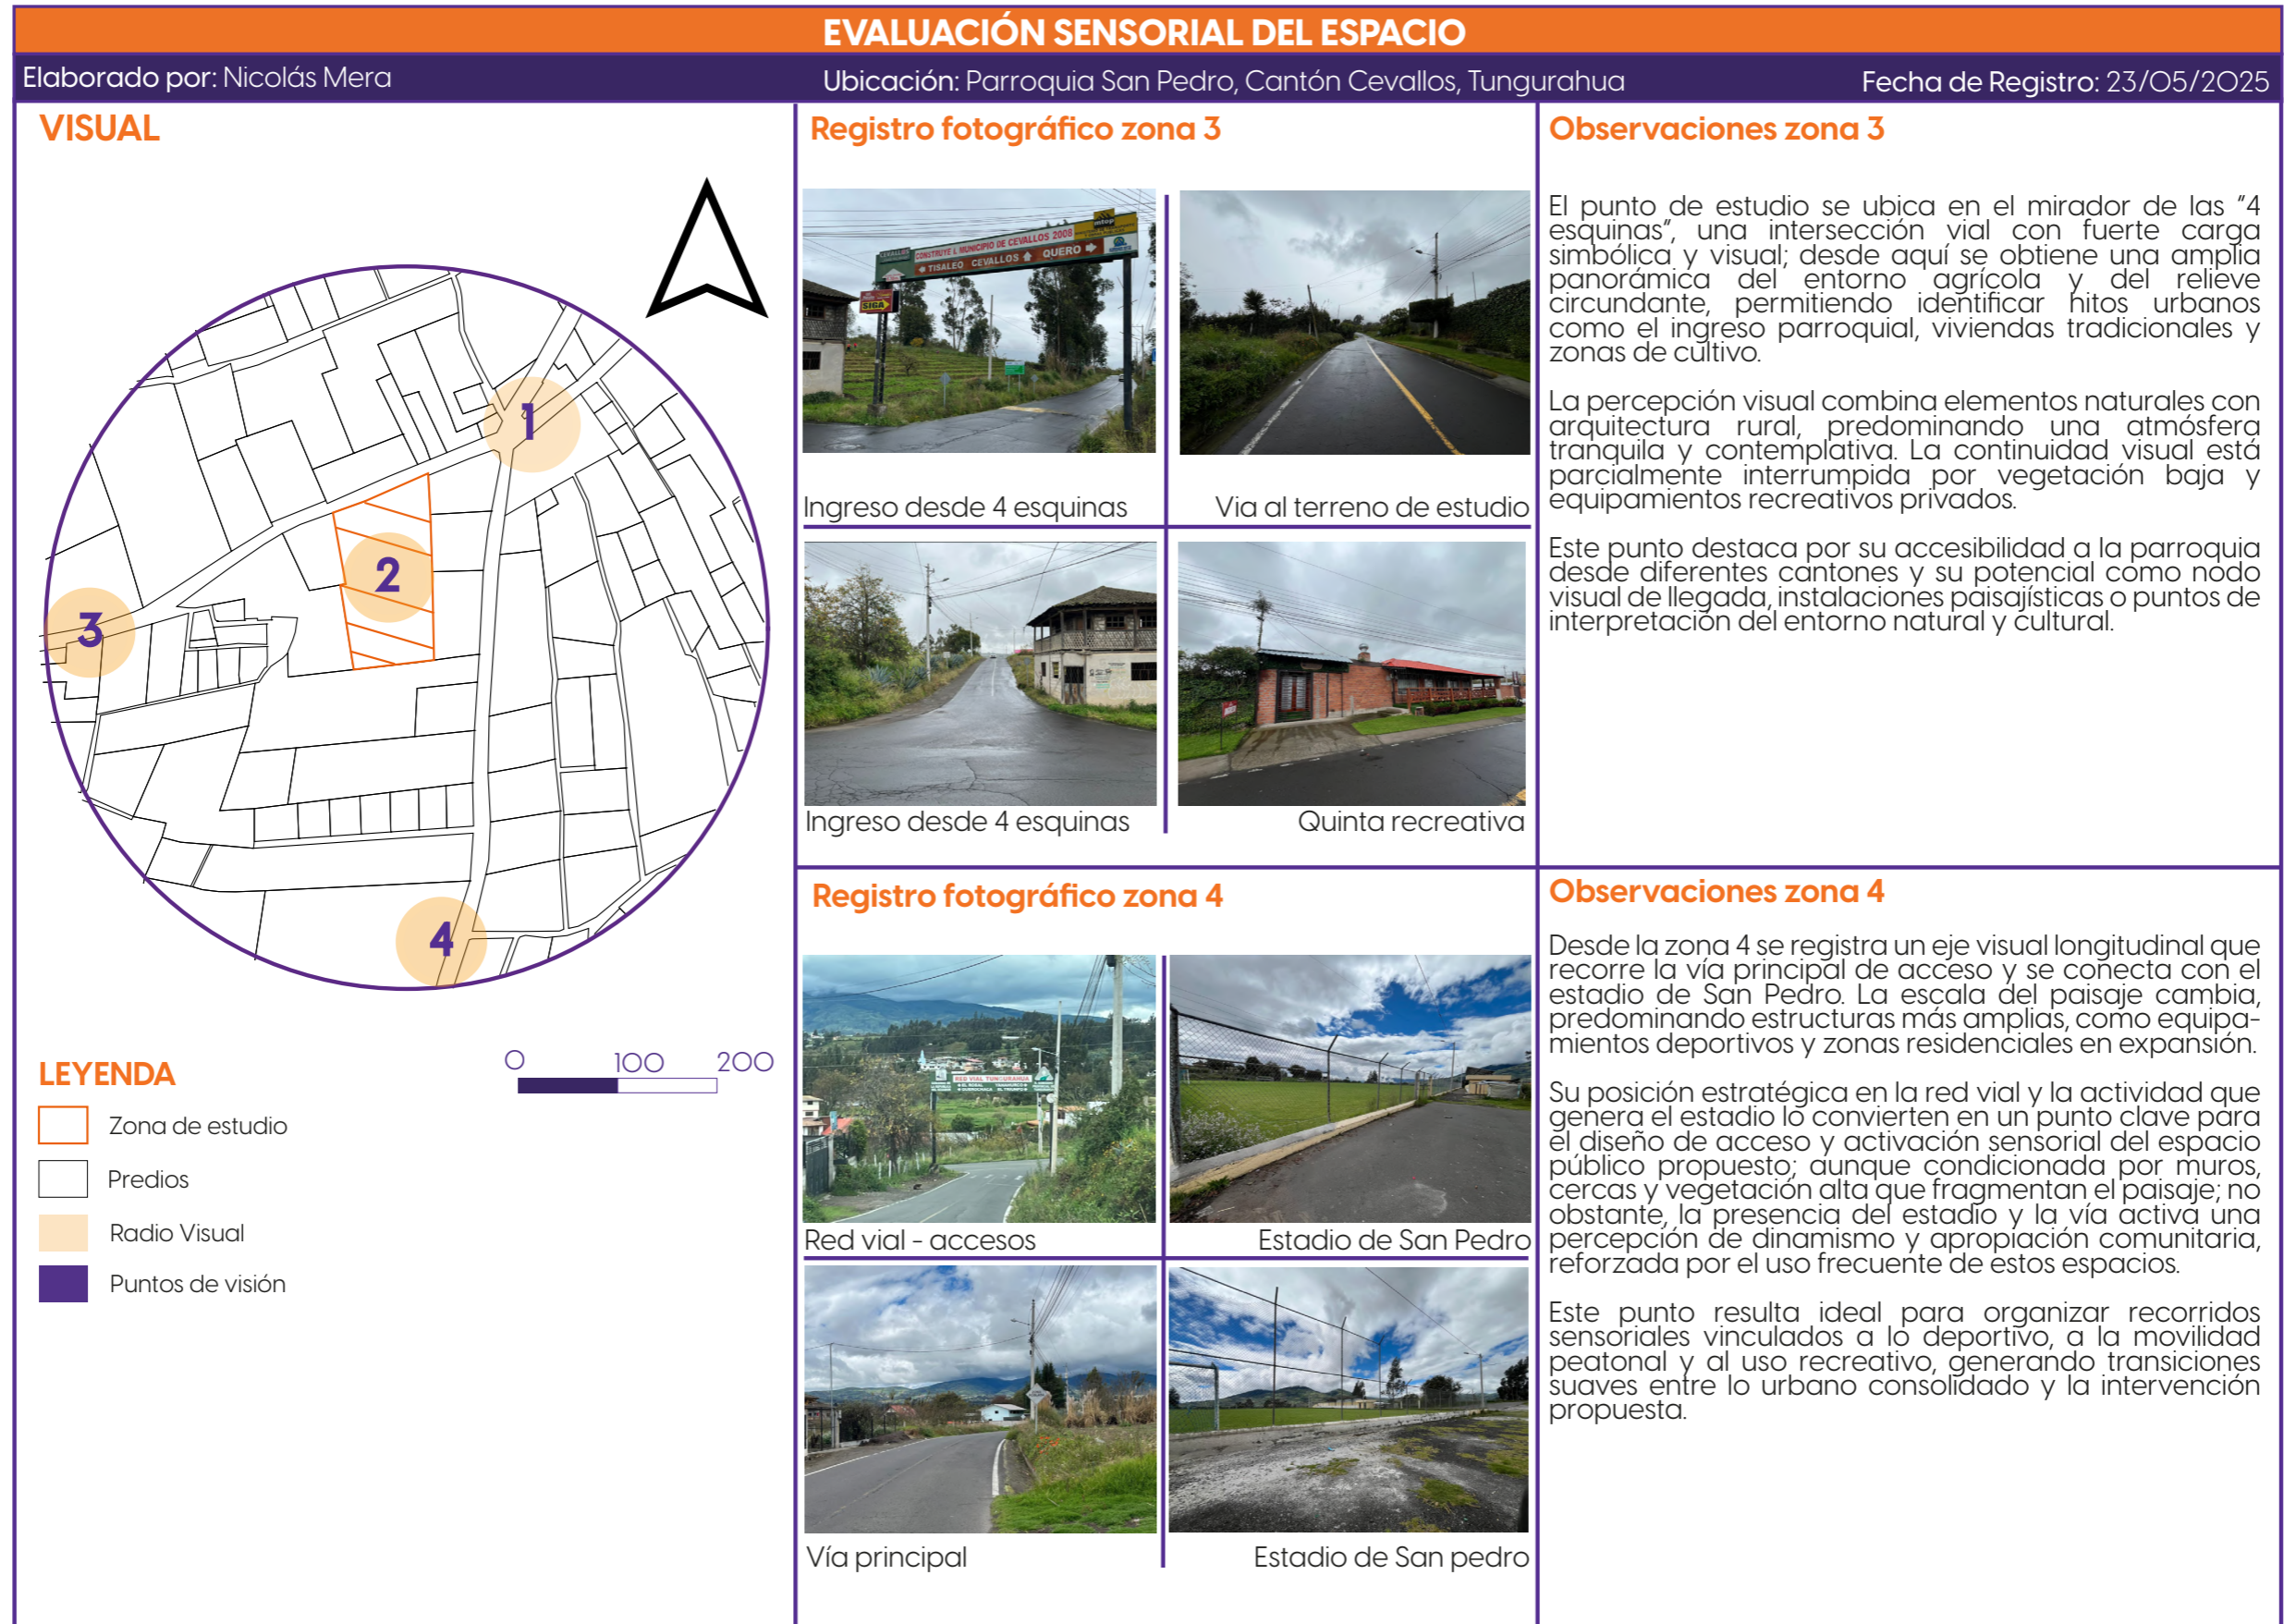 EVALUACIÓN SENSORIAL DEL ESPACIO
Elaborado por: Nicolás Mera
Ubicación: Parroquia San Pedro, Cantón Cevallos, Tungurahua
Fecha de Registro: 23/05/2025
VISUAL
1
2
3
4
LEYENDA
0 100 200
Zona de estudio
Predios
Radio Visual
Puntos de visión
Registro fotográfico zona 3
CEVALLOS
CONSTRUYE I. MUNICIPIO DE CEVALLOS 2008
mtop
TISALEO CEVALLOS QUERO
SIGA
Ingreso desde 4 esquinas
Via al terreno de estudio
Ingreso desde 4 esquinas
Quinta recreativa
Observaciones zona 3
El punto de estudio se ubica en el mirador de las "4
esquinas", una intersección vial con fuerte carga
simbólica y visual; desde aquí se obtiene una amplia
panorámica del entorno agrícola y del relieve
circundante, permitiendo identificar hitos urbanos
como el ingreso parroquial, viviendas tradicionales y
zonas de cultivo.
La percepción visual combina elementos naturales con
arquitectura rural, predominando una atmósfera
tranquila y contemplativa. La continuidad visual está
parcialmente interrumpida por vegetación baja y
equipamientos recreativos privados.
Este punto destaca por su accesibilidad a la parroquia
desde diferentes cantones y su potencial como nodo
visual de llegada, instalaciones paisajísticas o puntos de
interpretación del entorno natural y cultural.
Registro fotográfico zona 4
RED VIAL TUNGURAHUA
Red vial - accesos
Estadio de San Pedro
Vía principal
Estadio de San pedro
Observaciones zona 4
Desde la zona 4 se registra un eje visual longitudinal que
recorre la vía principal de acceso y se conecta con el
estadio de San Pedro. La escala del paisaje cambia,
predominando estructuras más amplias, como equipa-
mientos deportivos y zonas residenciales en expansión.
Su posición estratégica en la red vial y la actividad que
genera el estadio lo convierten en un punto clave para
el diseño de acceso y activación sensorial del espacio
público propuesto; aunque condicionada por muros,
cercas y vegetación alta que fragmentan el paisaje; no
obstante, la presencia del estadio y la vía activa una
percepción de dinamismo y apropiación comunitaria,
reforzada por el uso frecuente de estos espacios.
Este punto resulta ideal para organizar recorridos
sensoriales vinculados a lo deportivo, a la movilidad
peatonal y al uso recreativo, generando transiciones
suaves entre lo urbano consolidado y la intervención
propuesta.